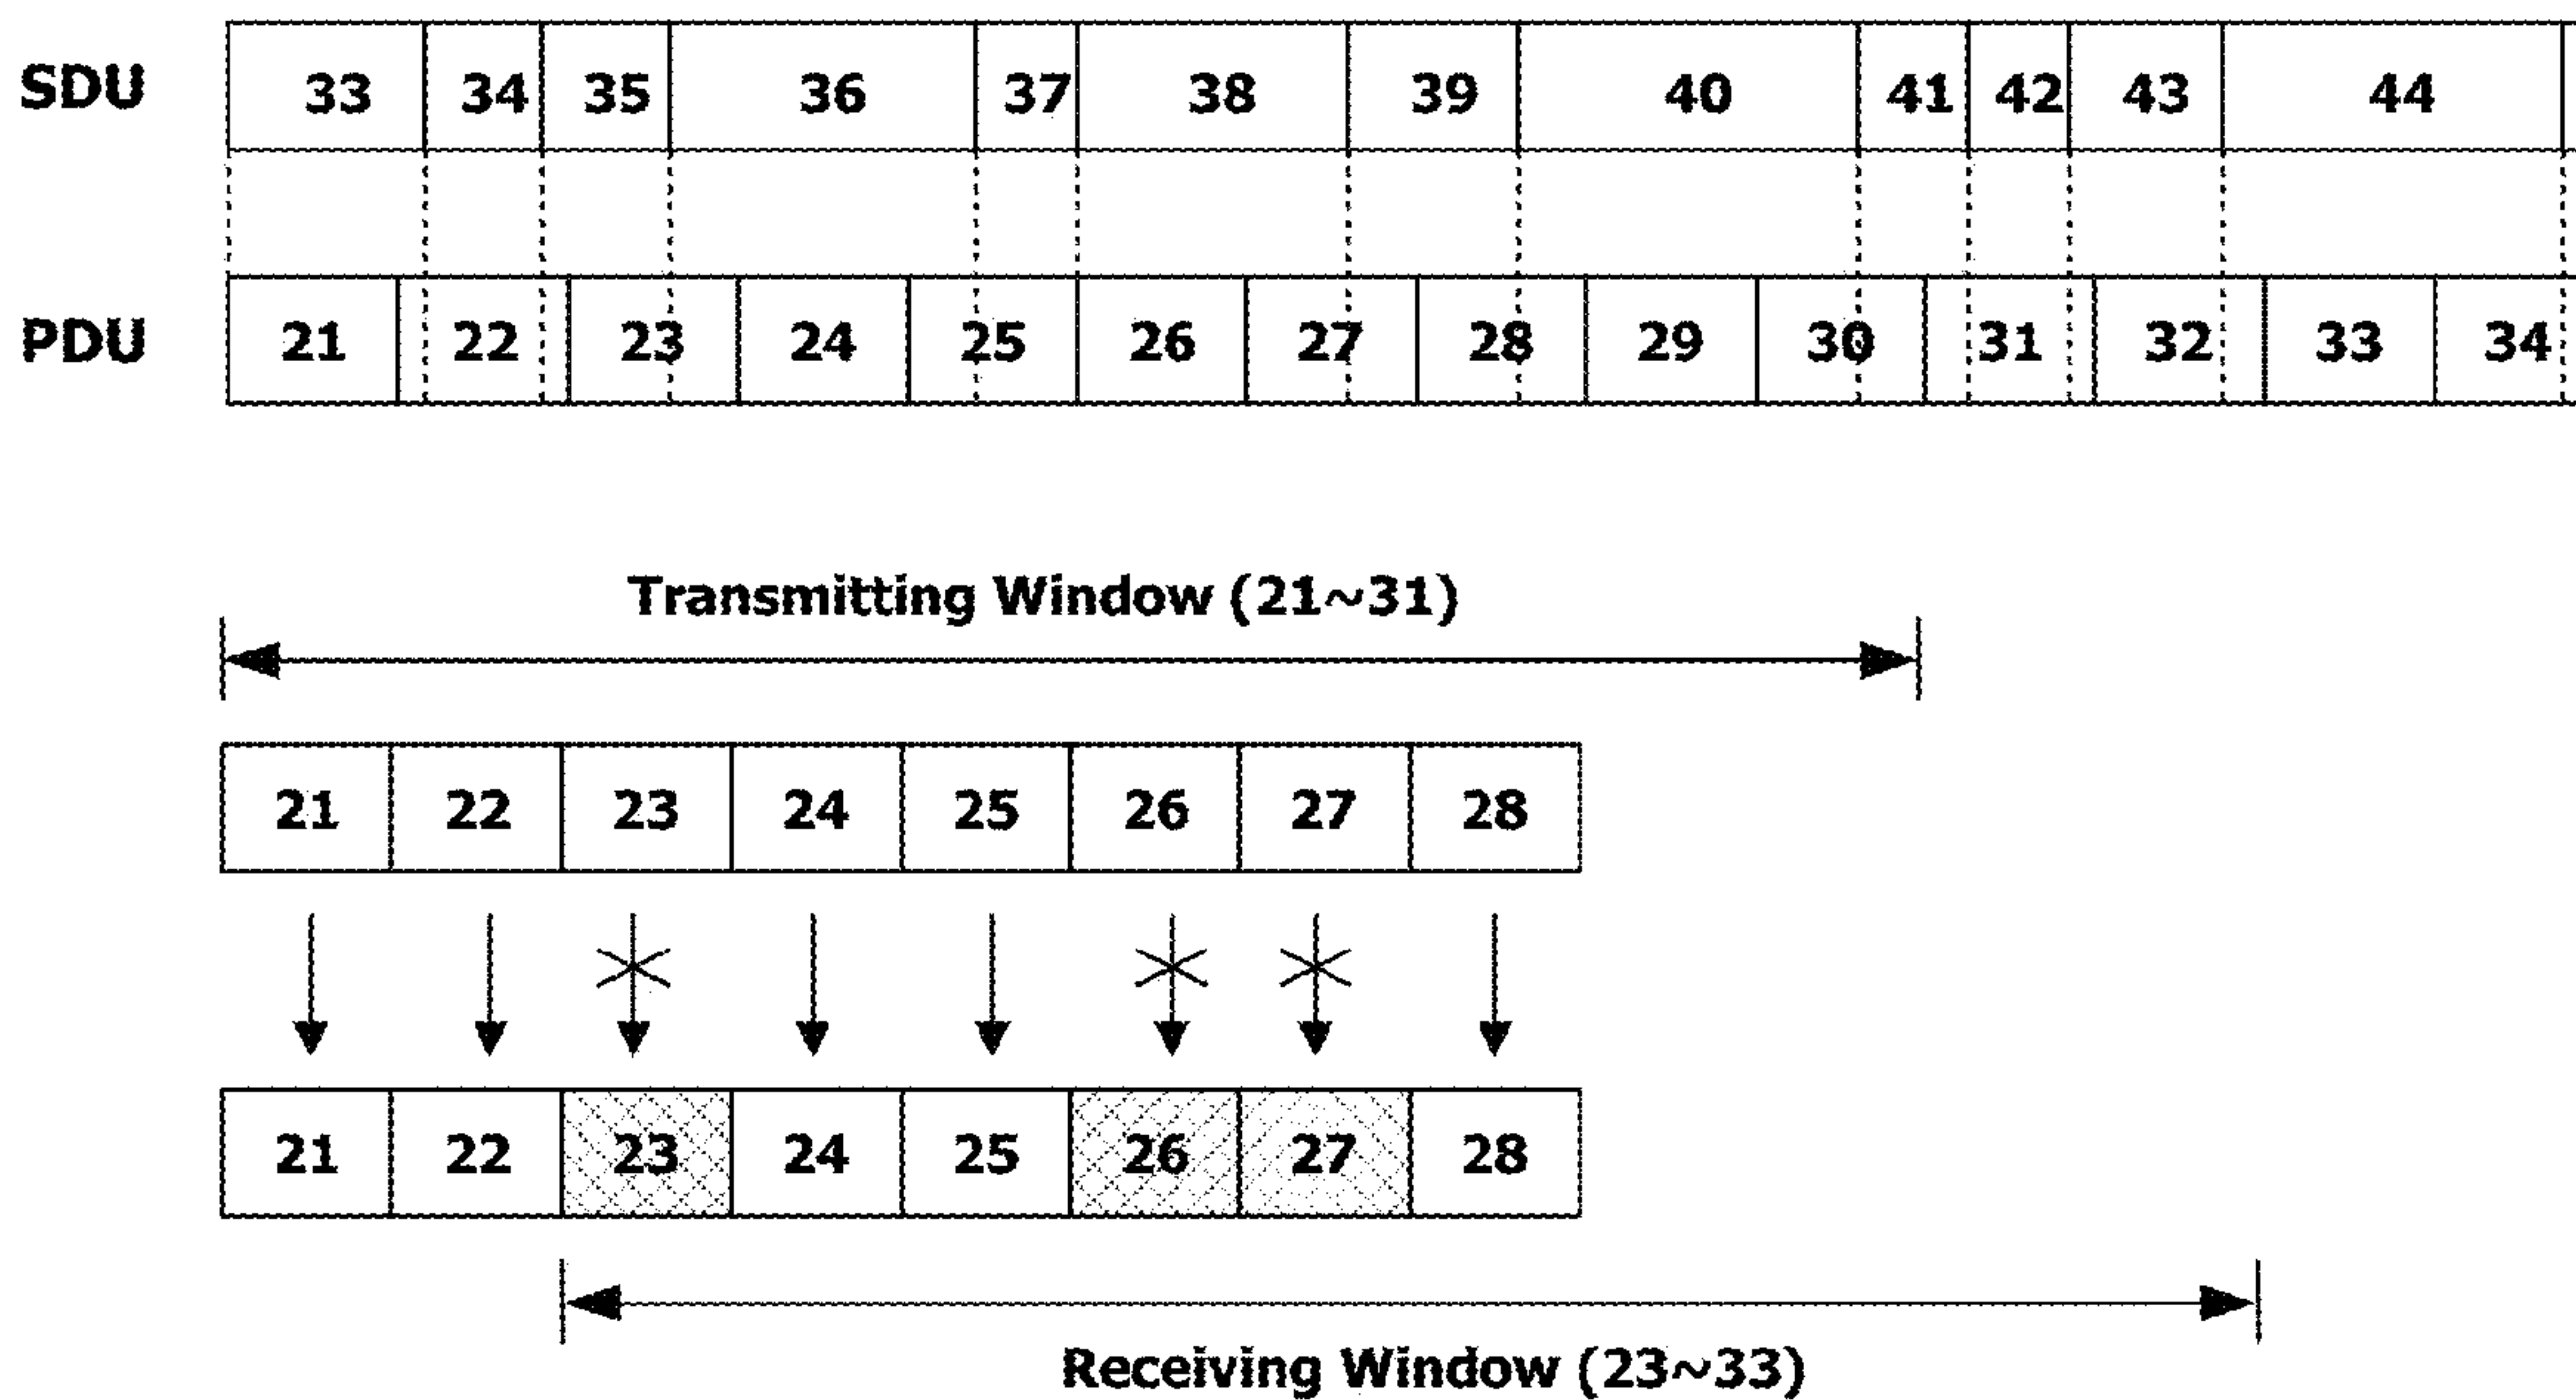 SDU 33 34 35 36 37 38 39 40 41 42 43 44
PDU 21 22 23 24 25 26 27 28 29 30 31 32 33 34
Transmitting Window (21~31)
21 22 23 24 25 26 27 28
21 22 23 24 25 26 27 28
Receiving Window (23~33)